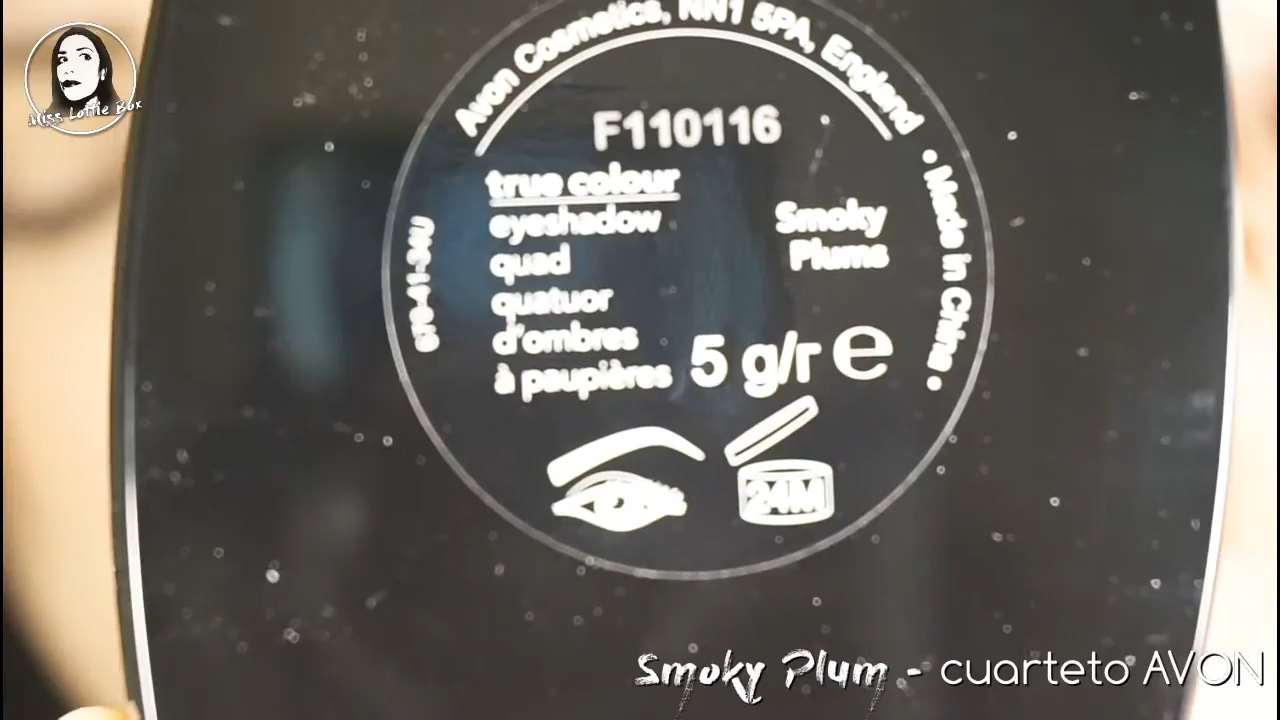 Miss Lottie Box
Avon Cosmetics, NN1 5PA, England
• Made in China •
F110116
true colour
eyeshadow
quad
quatuor
d'ombres
à paupières
Smoky
Plums
5 g/r e
24M
Smoky Plum - cuarteto AVON